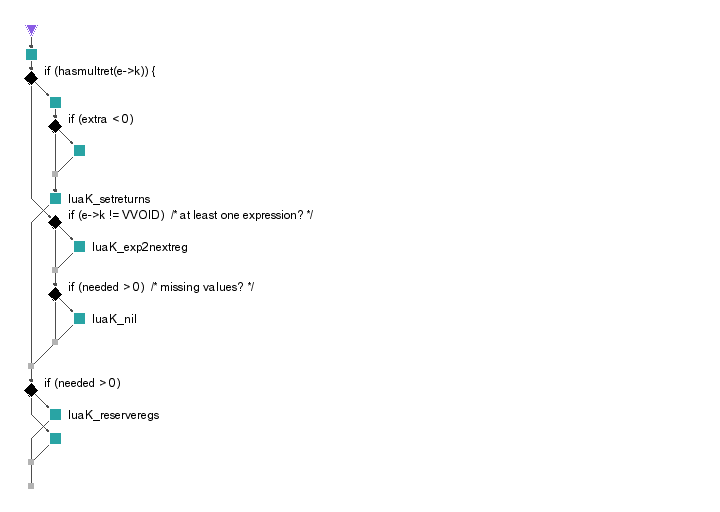 if (hasmultret(e->k)) {
if (extra < 0)
luaK_setreturns
if (e->k != VVOID)  /* at least one expression? */
luaK_exp2nextreg
if (needed > 0)  /* missing values? */
luaK_nil
if (needed > 0)
luaK_reserveregs